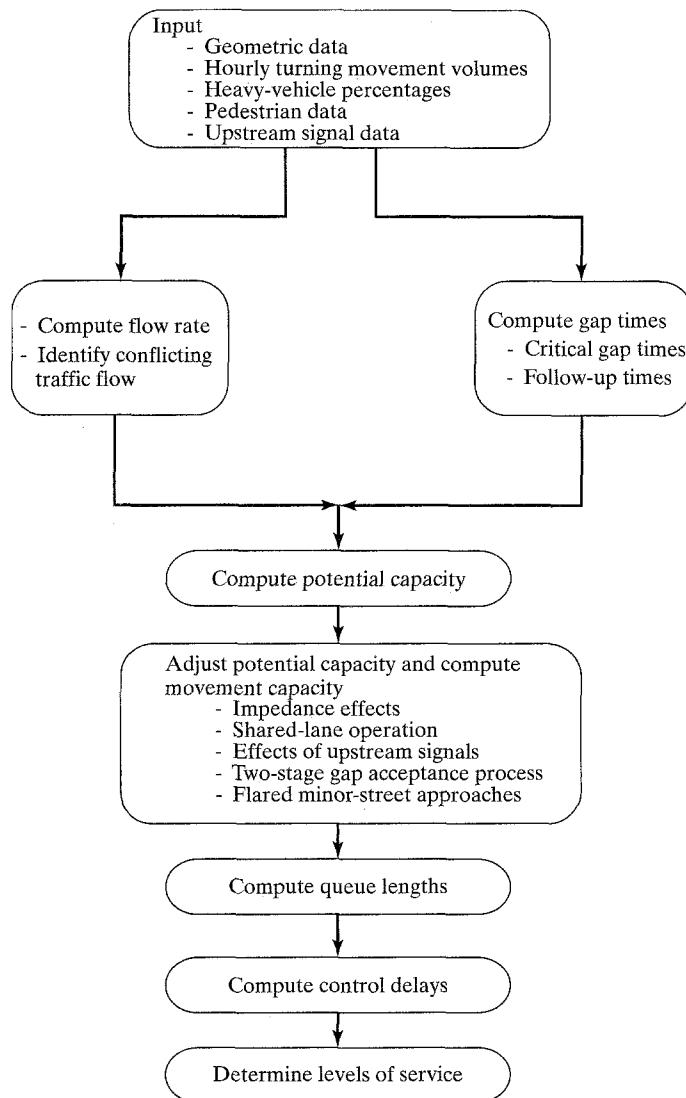 Input
- Geometric data
- Hourly turning movement volumes
- Heavy-vehicle percentages
- Pedestrian data
- Upstream signal data
- Compute flow rate
- Identify conflicting
traffic flow
Compute gap times
- Critical gap times
- Follow-up times
Compute potential capacity
Adjust potential capacity and compute
movement capacity
- Impedance effects
- Shared-lane operation
- Effects of upstream signals
- Two-stage gap acceptance process
- Flared minor-street approaches
Compute queue lengths
Compute control delays
Determine levels of service